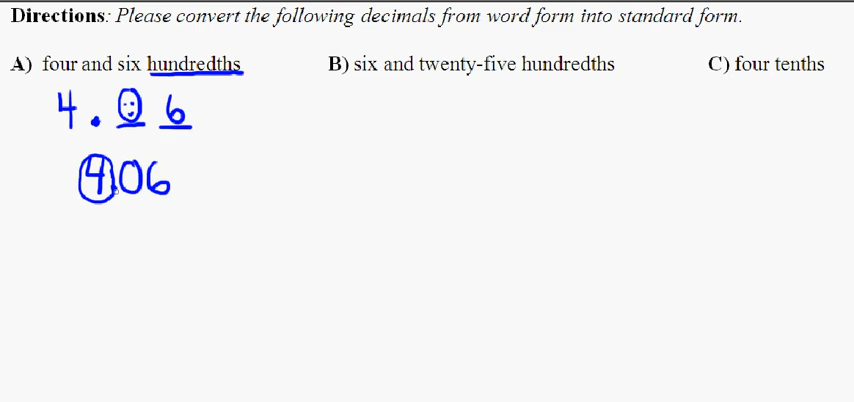 Directions: Please convert the following decimals from word form into standard form.
A) four and six hundredths B) six and twenty-five hundredths C) four tenths
4.06
4.06